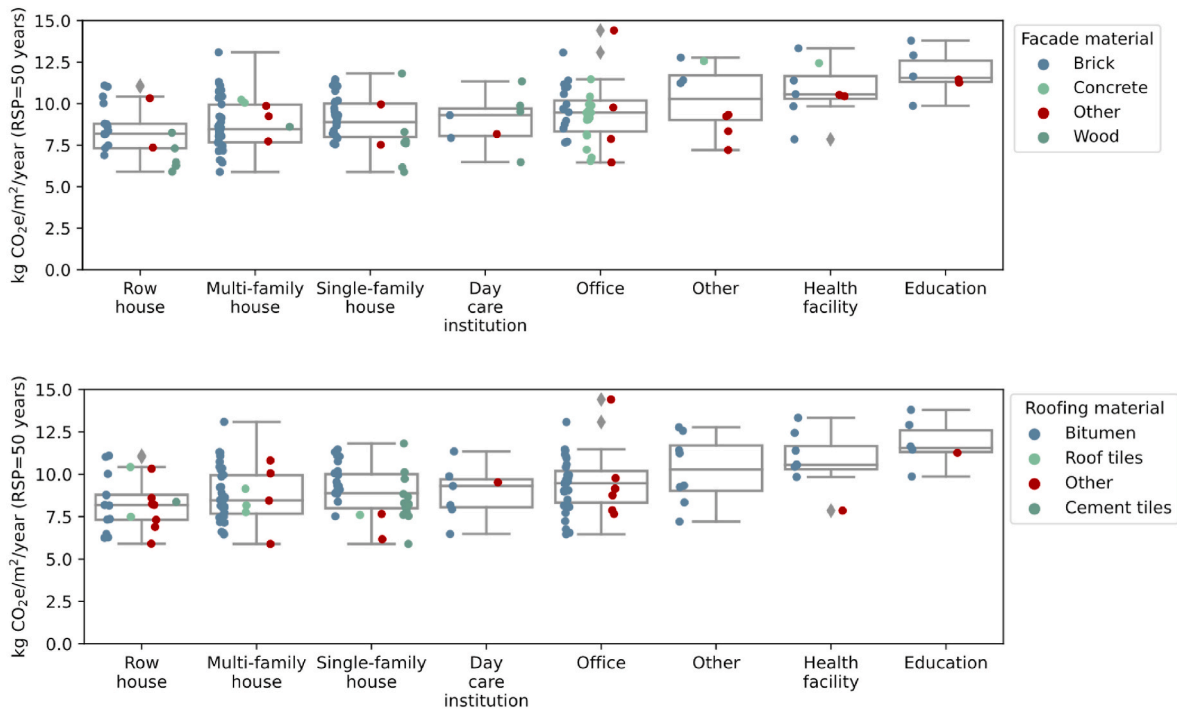 kg CO₂e/m²/year (RSP=50 years)
15.0
12.5
10.0
7.5
5.0
2.5
0.0
Row
house
Multi-family
house
Single-family
house
Day
care
institution
Office
Other
Health
facility
Education
Facade material
Brick
Concrete
Other
Wood
kg CO₂e/m²/year (RSP=50 years)
15.0
12.5
10.0
7.5
5.0
2.5
0.0
Row
house
Multi-family
house
Single-family
house
Day
care
institution
Office
Other
Health
facility
Education
Roofing material
Bitumen
Roof tiles
Other
Cement tiles